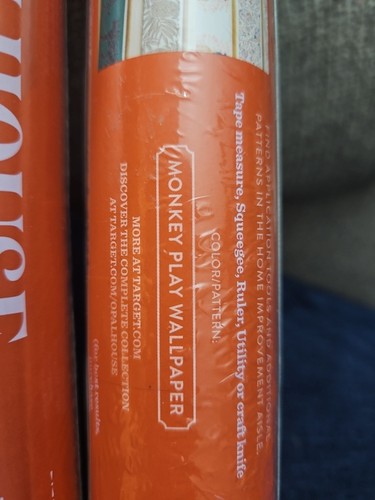 HOUSE
Tape measure, Squeegee, Ruler, Utility or craft knife
FIND APPLICATION TOOLS AND ADDITIONAL
PATTERNS IN THE HOME IMPROVEMENT AISLE.
COLOR/PATTERN:
MONKEY PLAY WALLPAPER
MORE AT TARGET.COM
DISCOVER THE COMPLETE COLLECTION
AT TARGET.COM/OPALHOUSE